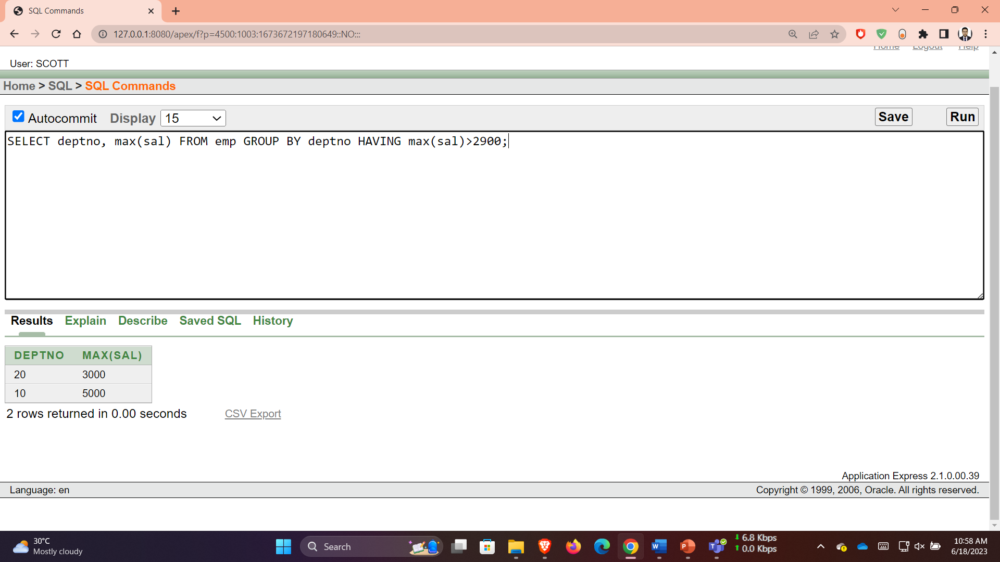 SQL Commands
127.0.0.1:8080/apex/f?p=4500:1003:1673672197180649::NO:::
Home Logout Help
User: SCOTT
Home > SQL > SQL Commands
Autocommit Display 15 Save Run
SELECT deptno, max(sal) FROM emp GROUP BY deptno HAVING max(sal)>2900;
Results Explain Describe Saved SQL History
DEPTNO MAX(SAL)
20 3000
10 5000
2 rows returned in 0.00 seconds CSV Export
Application Express 2.1.0.00.39
Language: en Copyright © 1999, 2006, Oracle. All rights reserved.
30°C
Mostly cloudy
Search
6.8 Kbps
0.0 Kbps
10:58 AM
6/18/2023